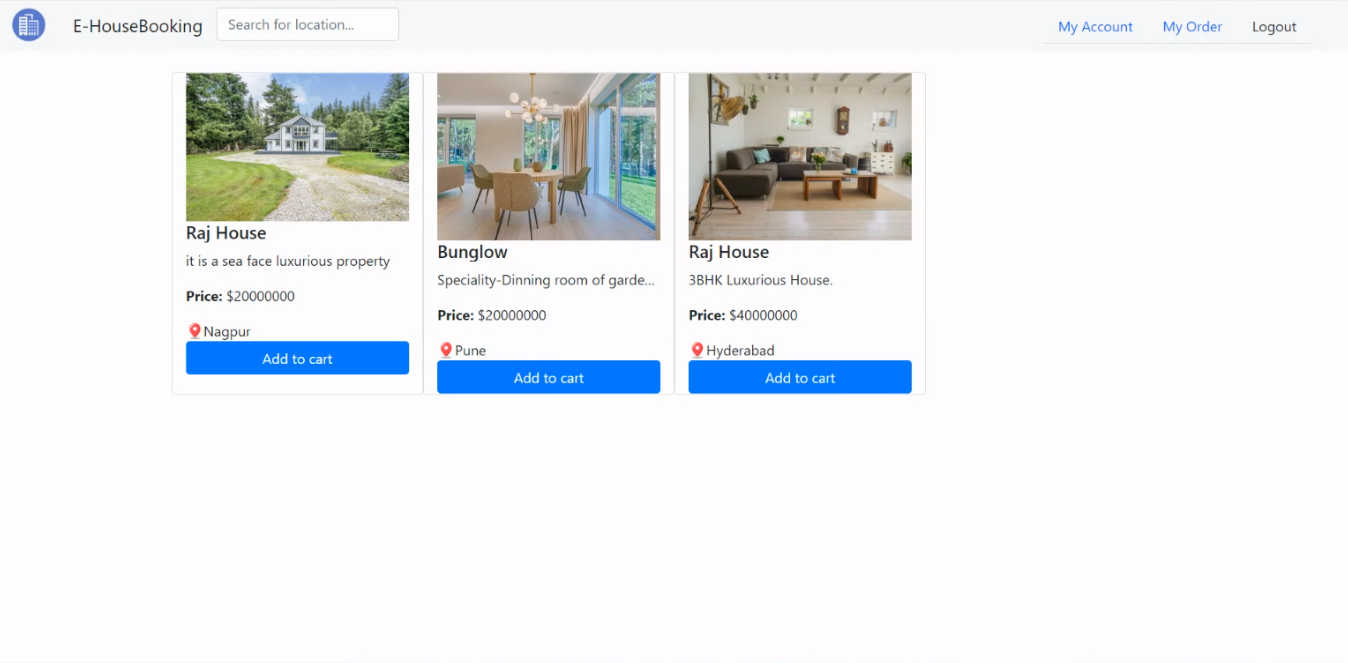 E-HouseBooking
Search for location...
My Account
My Order
Logout
Raj House
it is a sea face luxurious property
Price: $20000000
📍Nagpur
Add to cart
Bunglow
Speciality-Dinning room of garde...
Price: $20000000
📍Pune
Add to cart
Raj House
3BHK Luxurious House.
Price: $40000000
📍Hyderabad
Add to cart